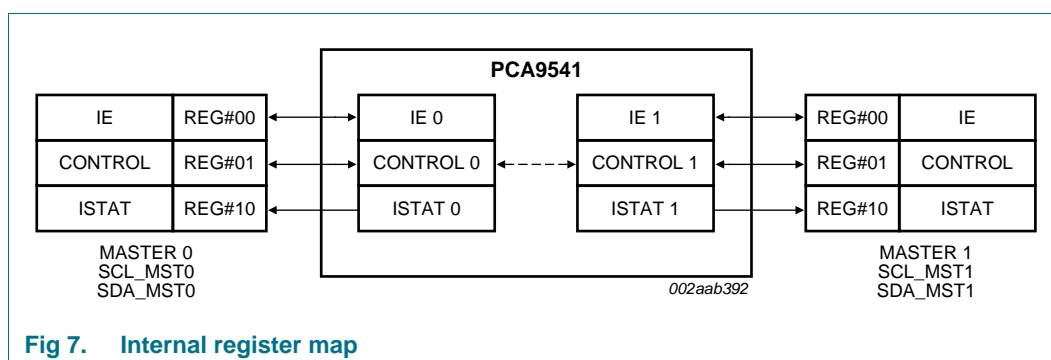 PCA9541
IE REG#00 IE 0 IE 1 REG#00 IE
CONTROL REG#01 CONTROL 0 CONTROL 1 REG#01 CONTROL
ISTAT REG#10 ISTAT 0 ISTAT 1 REG#10 ISTAT
MASTER 0 MASTER 1
SCL_MST0 SCL_MST1
SDA_MST0 002aab392 SDA_MST1
Fig 7. Internal register map